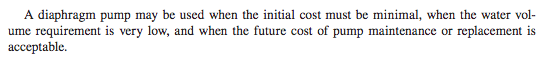 A diaphragm pump may be used when the initial cost must be minimal, when the water vol-
ume requirement is very low, and when the future cost of pump maintenance or replacement is
acceptable.